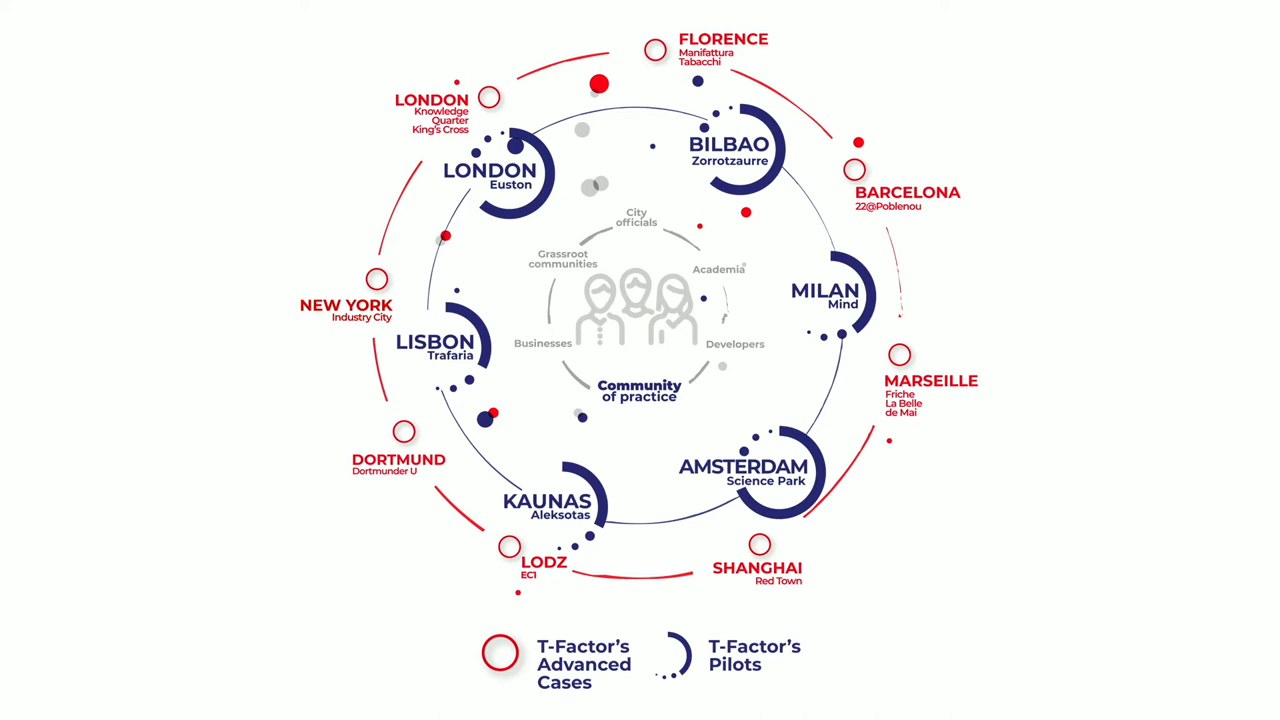 FLORENCE
Manifattura
Tabacchi
LONDON
Knowledge
Quarter
King's Cross
BILBAO
Zorrotzaurre
LONDON
Euston
BARCELONA
22@Poblenou
City
officials
Grassroot
communities
Academia
MILAN
Mind
NEW YORK
Industry City
LISBON
Trafaria
Businesses
Developers
MARSEILLE
Friche
La Belle
de Mai
Community
of practice
DORTMUND
Dortmunder U
AMSTERDAM
Science Park
KAUNAS
Aleksotas
LODZ
EC1
SHANGHAI
Red Town
T-Factor's
Advanced
Cases
T-Factor's
Pilots